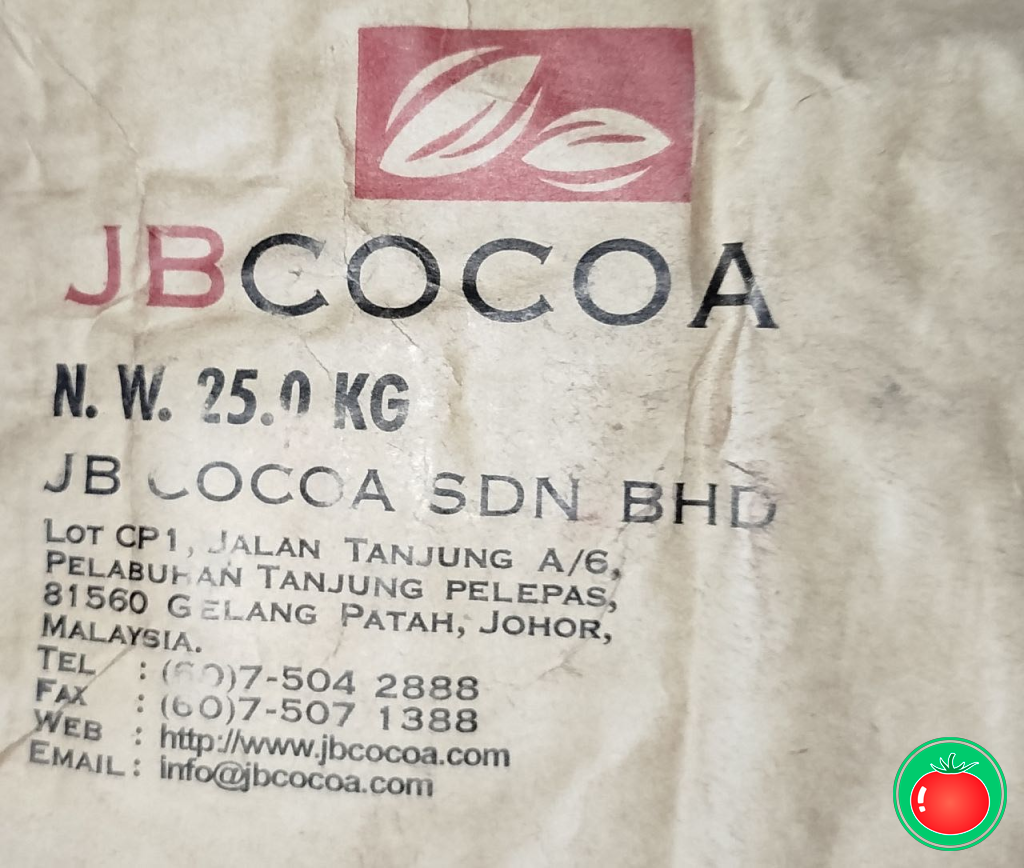 JBCOCOA
N. W. 25.0 KG
JB COCOA SDN BHD
LOT CP1, JALAN TANJUNG A/6,
PELABUHAN TANJUNG PELEPAS,
81560 GELANG PATAH, JOHOR,
MALAYSIA.
TEL : (60)7-504 2888
FAX : (60)7-507 1388
WEB : http://www.jbcocoa.com
EMAIL : info@jbcocoa.com